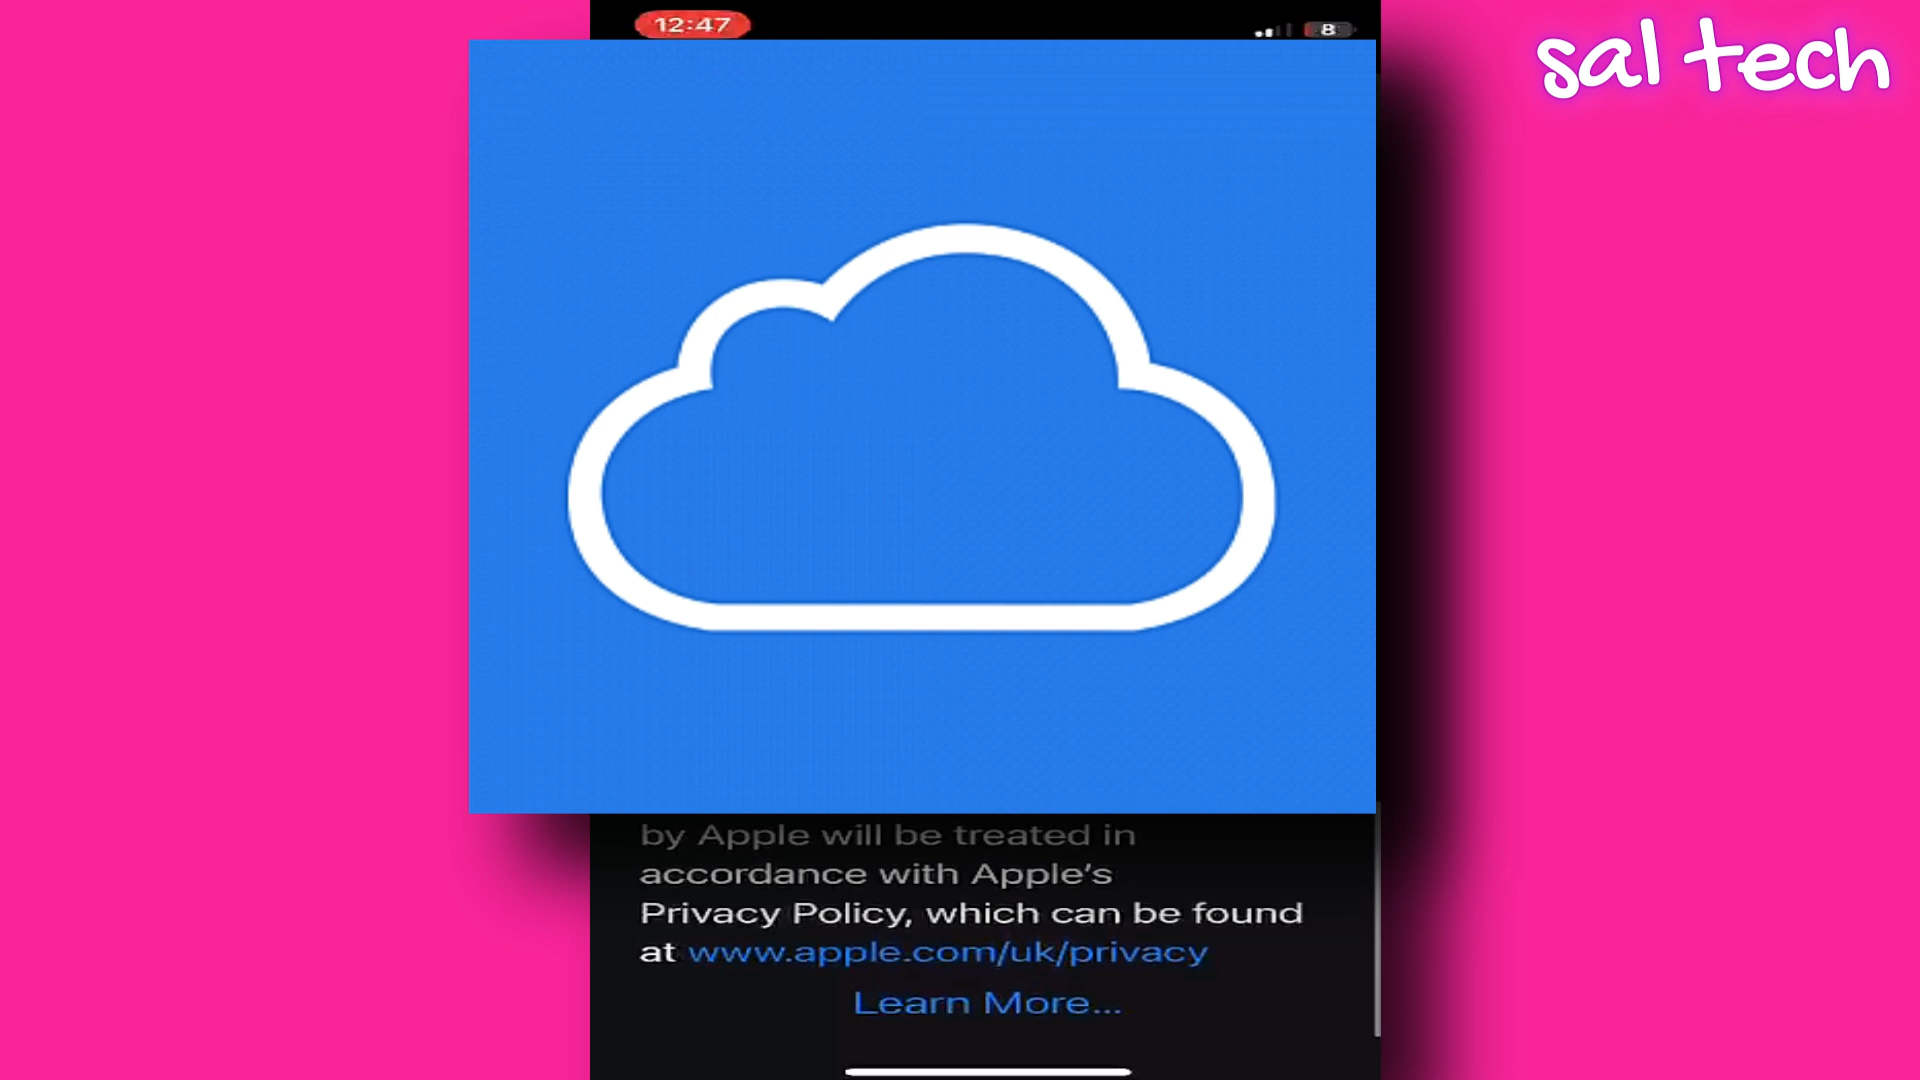 12:47
8
sal tech
by Apple will be treated in
accordance with Apple’s
Privacy Policy, which can be found
at www.apple.com/uk/privacy
Learn More...